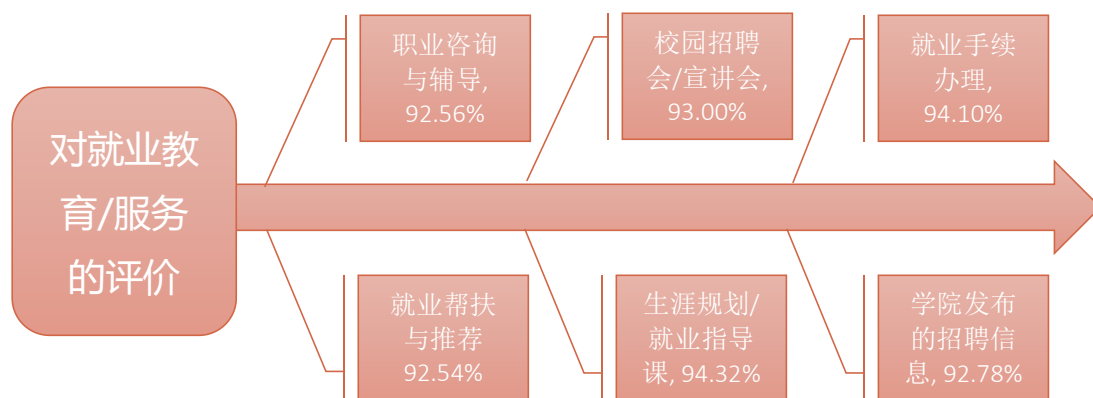 对就业教
育/服务
的评价
职业咨询
与辅导,
92.56%
校园招聘
会/宣讲会,
93.00%
就业手续
办理,
94.10%
就业帮扶
与推荐
92.54%
生涯规划/
就业指导
课, 94.32%
学院发布
的招聘信
息, 92.78%